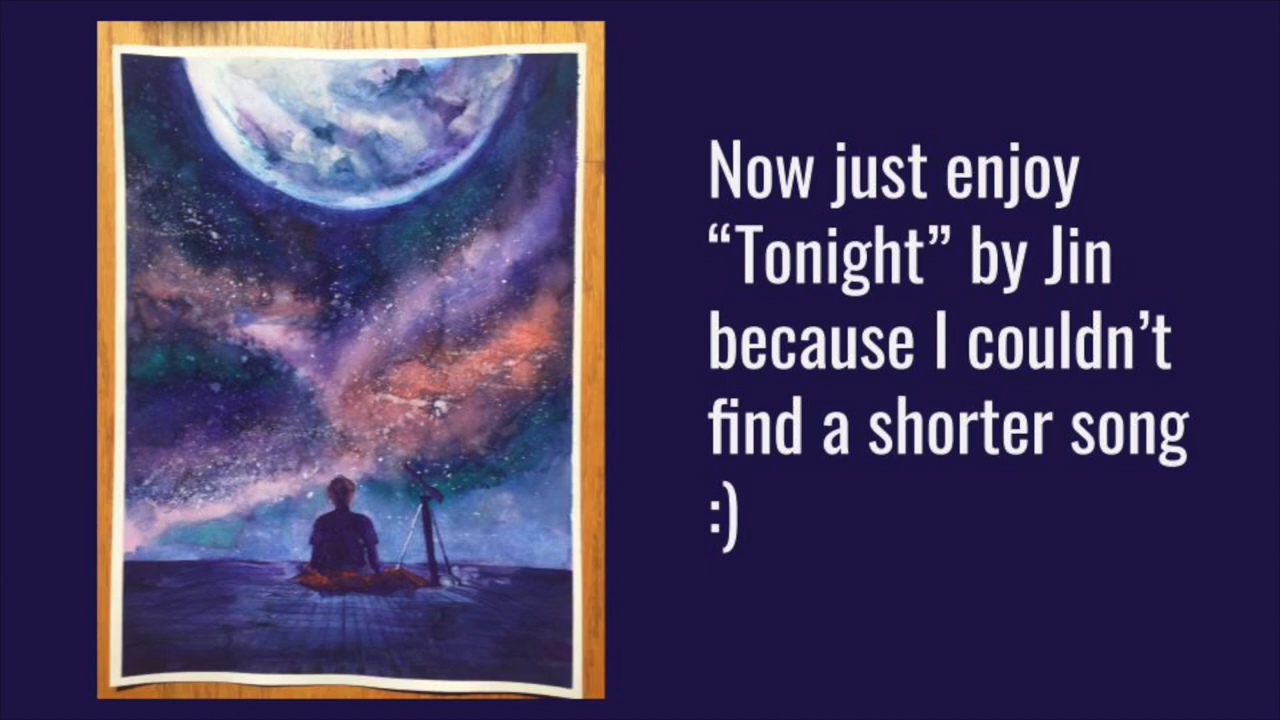 Now just enjoy
“Tonight” by Jin
because I couldn’t
find a shorter song
:)